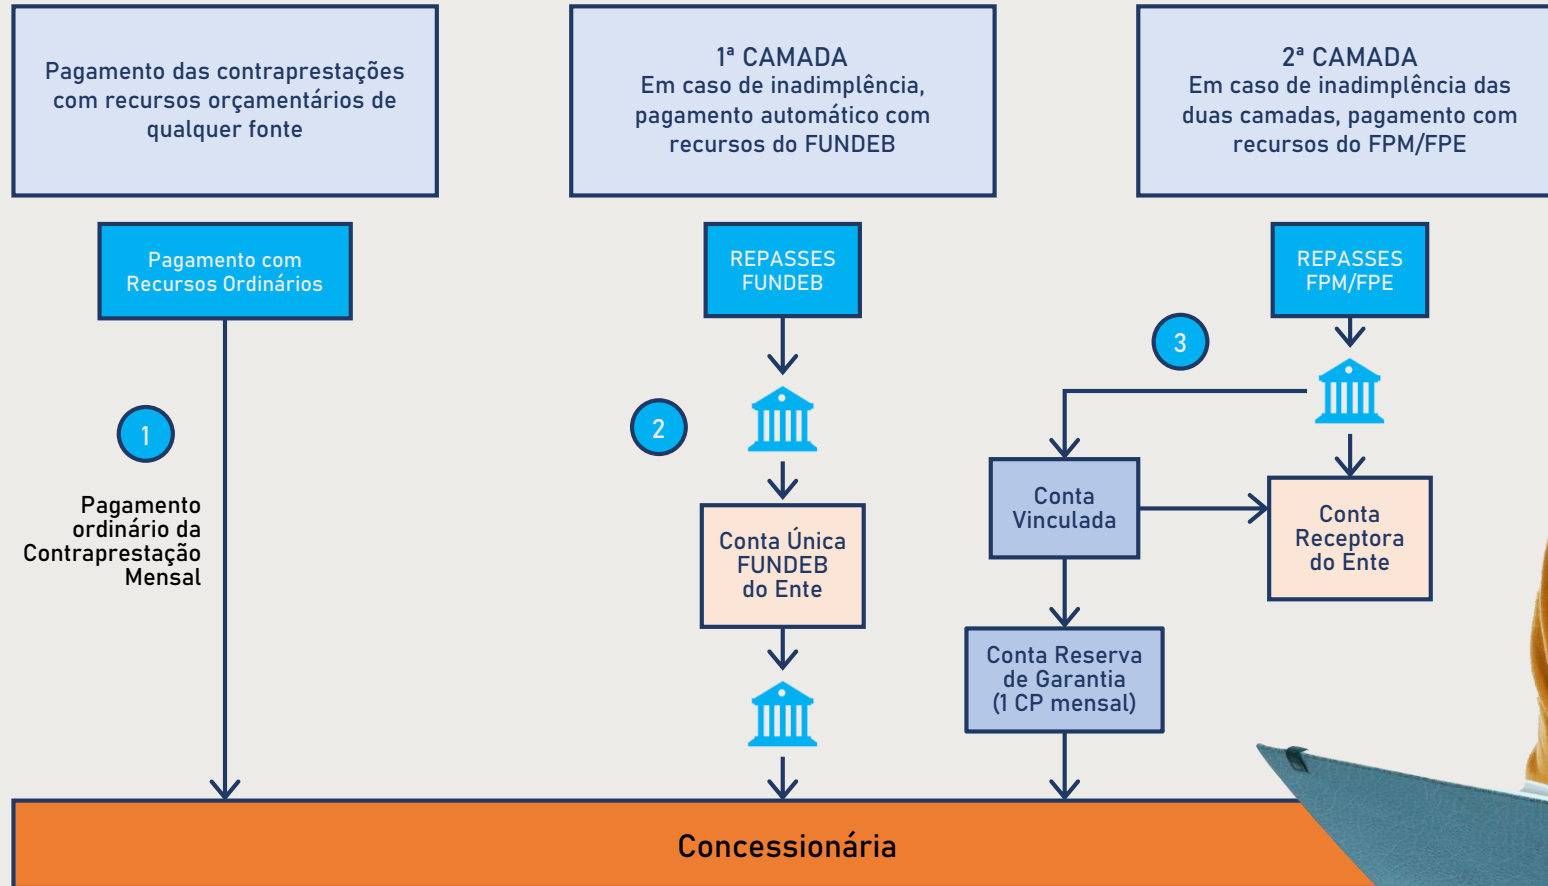 Pagamento das contraprestações
com recursos orçamentários de
qualquer fonte
1ª CAMADA
Em caso de inadimplência,
pagamento automático com
recursos do FUNDEB
2ª CAMADA
Em caso de inadimplência das
duas camadas, pagamento com
recursos do FPM/FPE
Pagamento com
Recursos Ordinários
REPASSES
FUNDEB
REPASSES
FPM/FPE
1
Pagamento
ordinário da
Contraprestação
Mensal
2
Conta Única
FUNDEB
do Ente
3
Conta
Vinculada
Conta
Receptora
do Ente
Conta Reserva
de Garantia
(1 CP mensal)
Concessionária